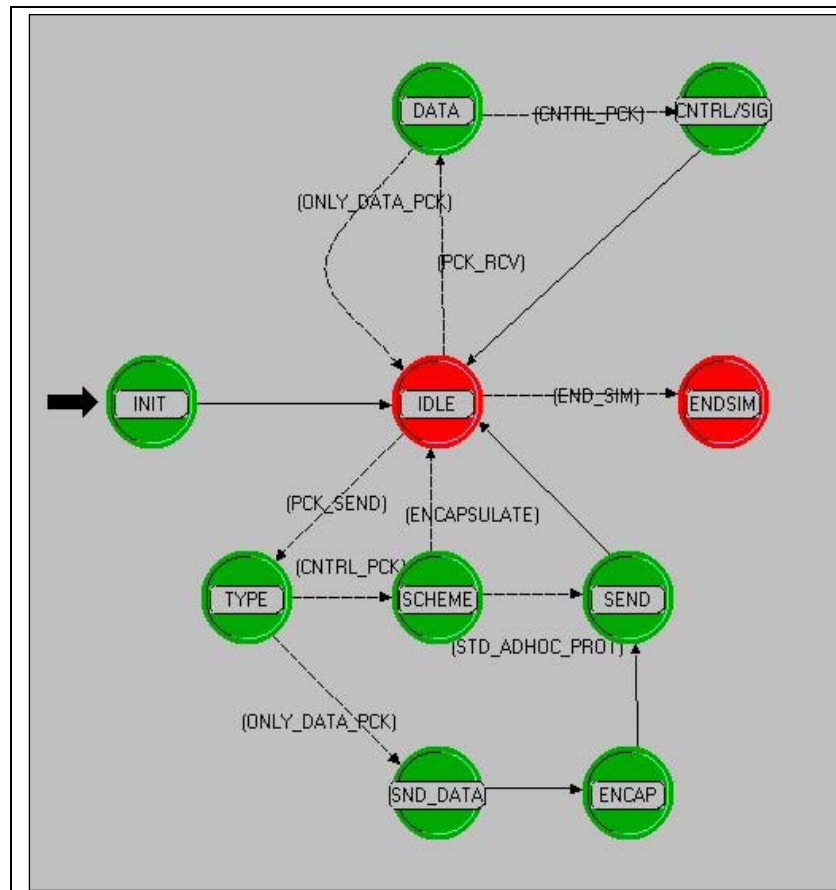 DATA
(CNTRL_PCK)
CNTRL/SIG
(ONLY_DATA_PCK)
(PCK_RCV)
INIT
IDLE
(END_SIM)
ENDSIM
(PCK_SEND)
(ENCAPSULATE)
(CNTRL_PCK)
TYPE
SCHEME
SEND
(STD_ADHOC_PROT)
(ONLY_DATA_PCK)
SND_DATA
ENCAP